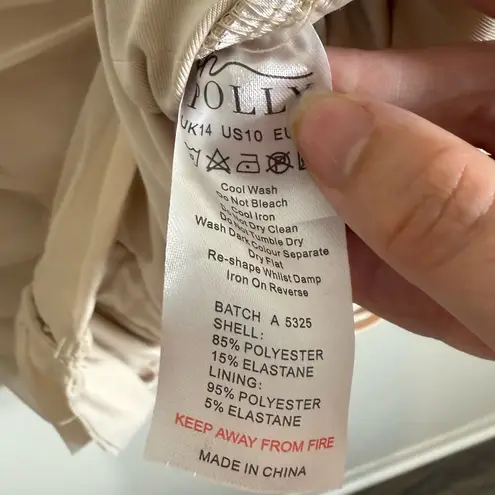 POLLY
UK14 US10 EU
Cool Wash
Do Not Bleach
Cool Iron
Do Not Dry Clean
Do Not Tumble Dry
Wash Dark Colour Separate
Dry Flat
Re-shape Whilst Damp
Iron On Reverse
BATCH A 5325
SHELL:
85% POLYESTER
15% ELASTANE
LINING:
95% POLYESTER
5% ELASTANE
KEEP AWAY FROM FIRE
MADE IN CHINA